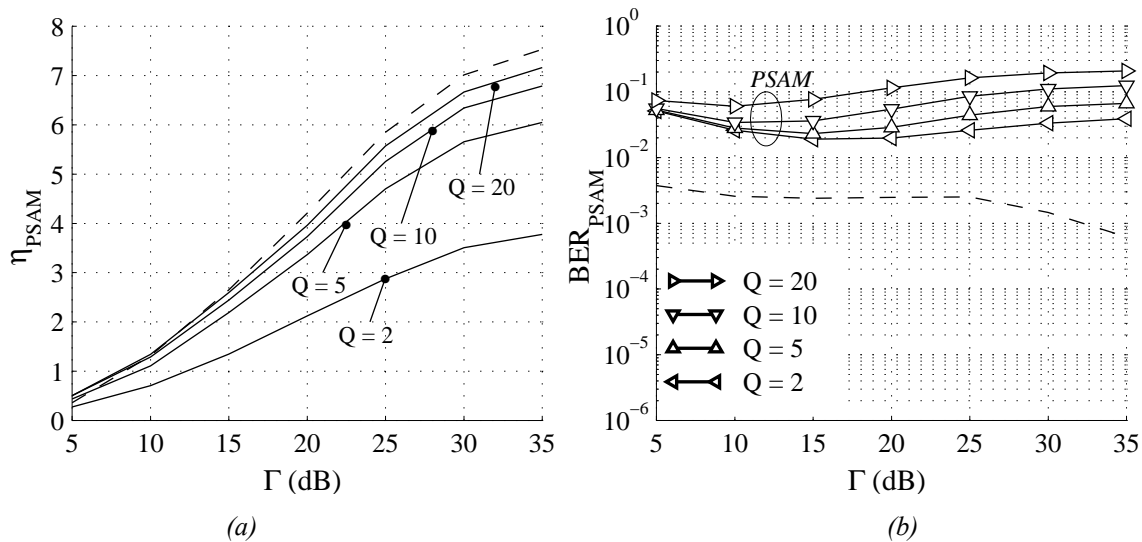 8
7
6
5
4
3
2
1
0
η_PSAM
Q = 20
Q = 10
Q = 5
Q = 2
5 10 15 20 25 30 35
Γ (dB)
(a)
10^0
10^-1
10^-2
10^-3
10^-4
10^-5
10^-6
BER_PSAM
PSAM
Q = 20
Q = 10
Q = 5
Q = 2
5 10 15 20 25 30 35
Γ (dB)
(b)